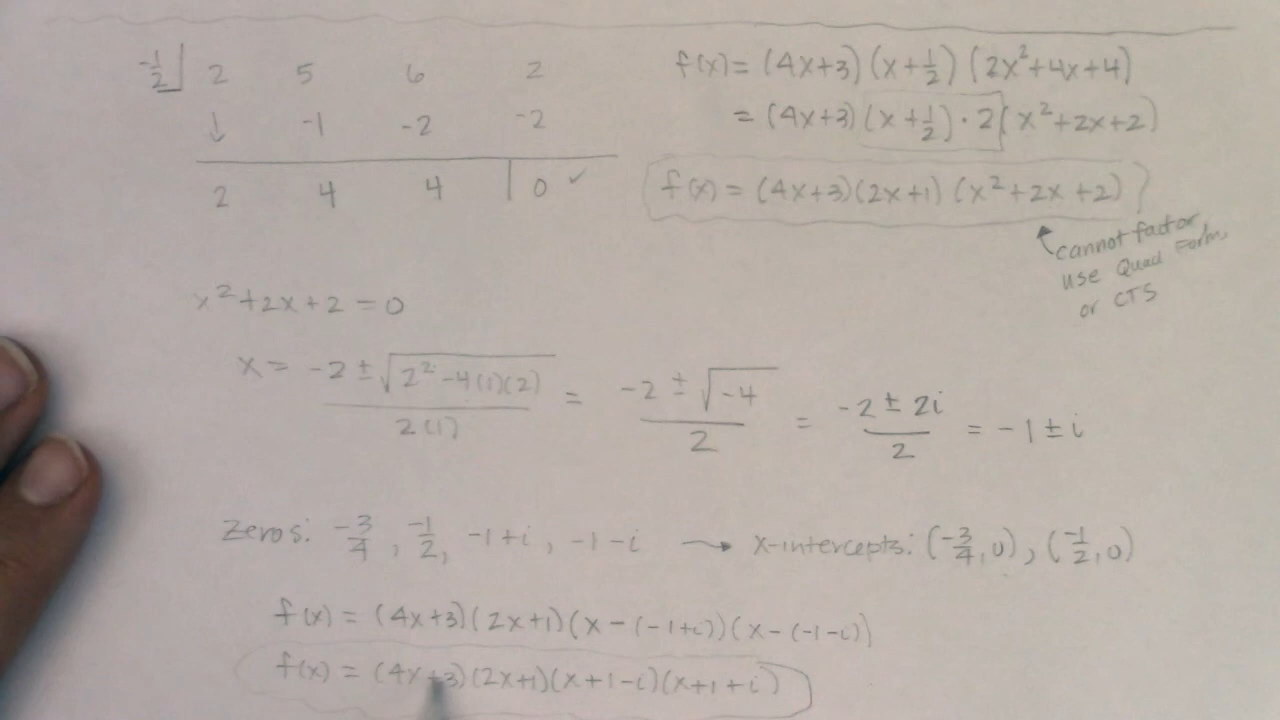 -1/2 | 2 5 6 2
↓ -1 -2 -2
2 4 4 | 0 ✓
f(x) = (4x+3)(x+1/2)(2x²+4x+4)
= (4x+3)(x+1/2)·2(x²+2x+2)
f(x) = (4x+3)(2x+1)(x²+2x+2)
cannot factor,
use Quad Form,
or CTS
x²+2x+2=0
x = (-2 ± √(2²-4(1)(2)))/(2(1)) = (-2 ± √-4)/2 = (-2 ± 2i)/2 = -1 ± i
Zeros: -3/4, -1/2, -1+i, -1-i → x-intercepts: (-3/4, 0), (-1/2, 0)
f(x) = (4x+3)(2x+1)(x-(-1+i))(x-(-1-i))
f(x) = (4x+3)(2x+1)(x+1-i)(x+1+i)